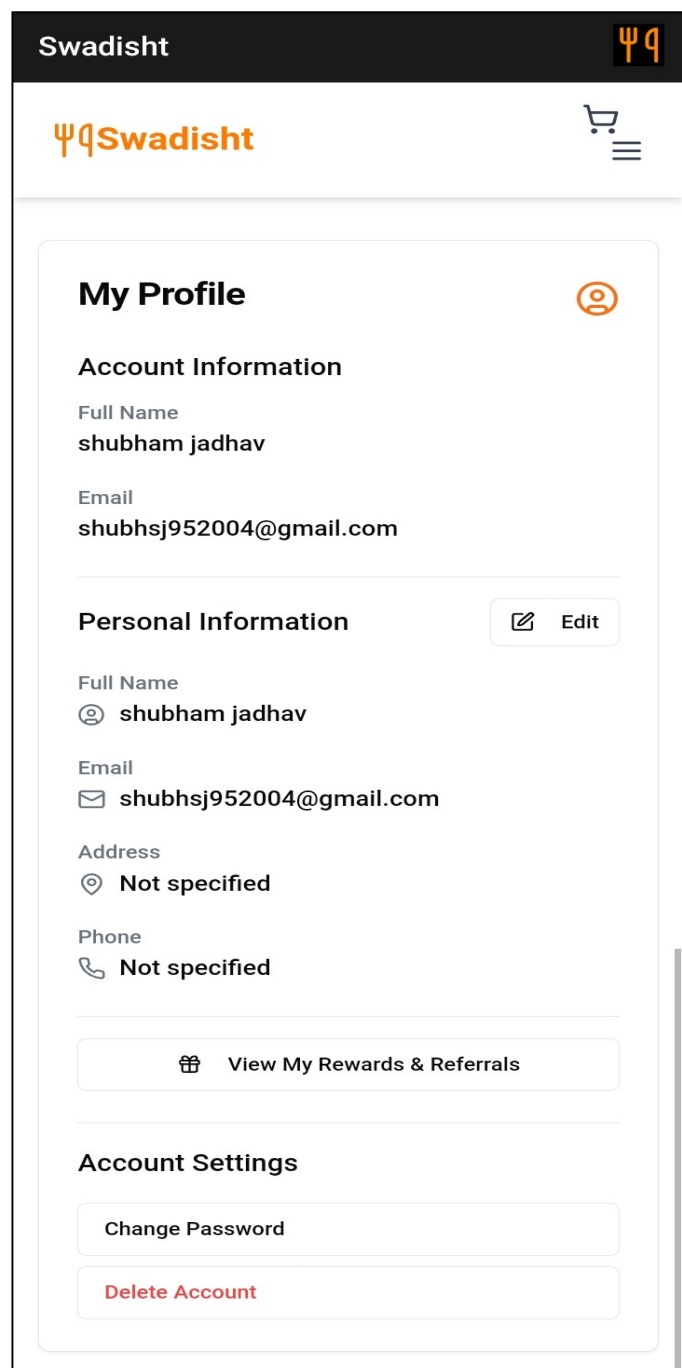 Swadisht
Swadisht
My Profile
Account Information
Full Name
shubham jadhav
Email
shubhsj952004@gmail.com
Personal Information
Edit
Full Name
shubham jadhav
Email
shubhsj952004@gmail.com
Address
Not specified
Phone
Not specified
View My Rewards & Referrals
Account Settings
Change Password
Delete Account